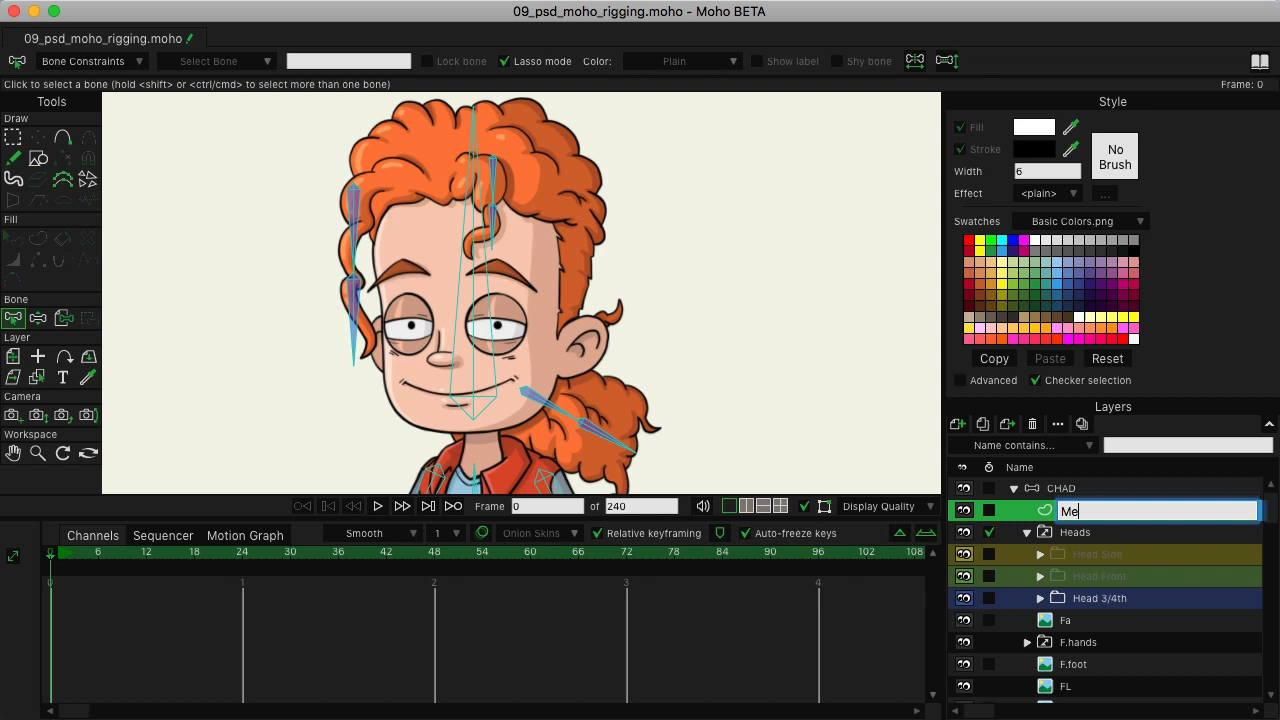 09_psd_moho_rigging.moho - Moho BETA
09_psd_moho_rigging.moho
Bone Constraints
Select Bone
Lock bone
Lasso mode
Color:
Plain
Show label
Shy bone
Click to select a bone (hold <shift> or <ctrl/cmd> to select more than one bone)
Frame: 0
Tools
Draw
Fill
Bone
Layer
Camera
Workspace
Style
Fill
Stroke
No
Brush
Width
6
Effect
<plain>
...
Swatches
Basic Colors.png
Copy
Paste
Reset
Advanced
Checker selection
Layers
Name contains...
Name
CHAD
Me
Heads
Head Side
Head Front
Head 3/4th
Fa
F.hands
F.foot
FL
Frame
0
of
240
Display Quality
Channels
Sequencer
Motion Graph
Smooth
1
Onion Skins
Relative keyframing
Auto-freeze keys
0 6 12 18 24 30 36 42 48 54 60 66 72 78 84 90 96 102 108
0 1 2 3 4